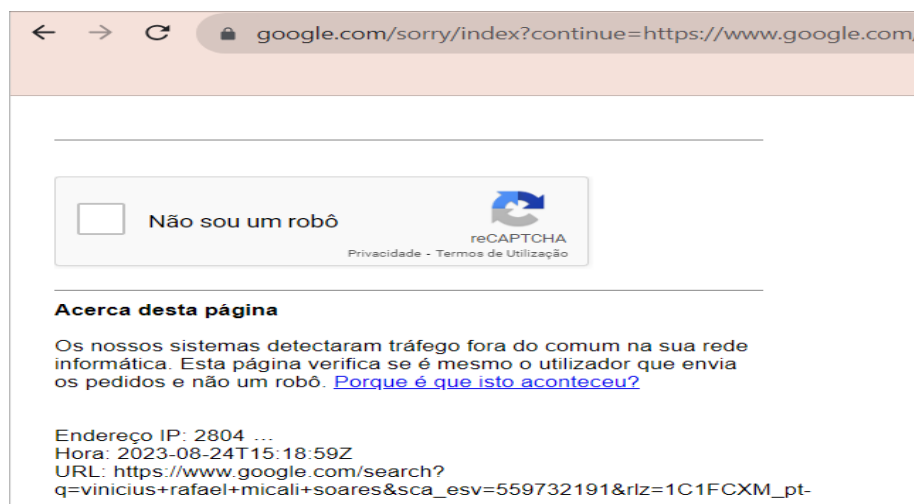 google.com/sorry/index?continue=https://www.google.com/
Não sou um robô
reCAPTCHA
Privacidade - Termos de Utilização
Acerca desta página
Os nossos sistemas detectaram tráfego fora do comum na sua rede
informática. Esta página verifica se é mesmo o utilizador que envia
os pedidos e não um robô. Porque é que isto aconteceu?
Endereço IP: 2804 ...
Hora: 2023-08-24T15:18:59Z
URL: https://www.google.com/search?
q=vinicius+rafael+micali+soares&sca_esv=559732191&rlz=1C1FCXM_pt-